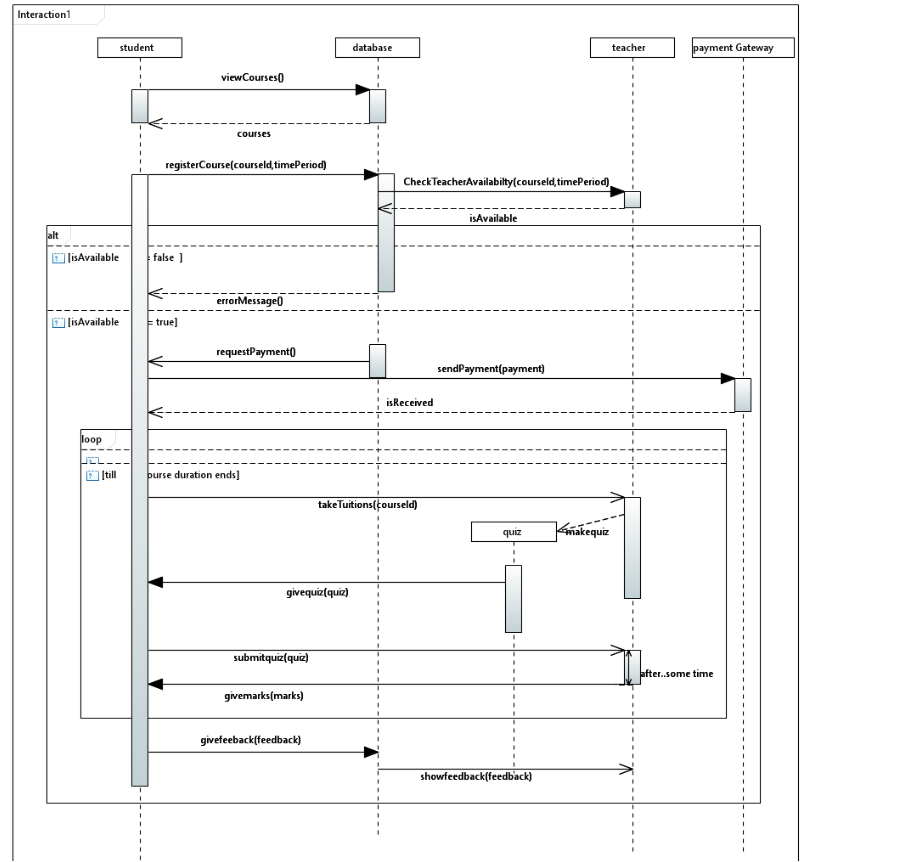 Interaction1
student
database
teacher
payment Gateway
viewCourses()
courses
registerCourse(courseId,timePeriod)
CheckTeacherAvailabilty(courseId,timePeriod)
isAvailable
alt
[isAvailable = false ]
errorMessage()
[isAvailable = true]
requestPayment()
sendPayment(payment)
isReceived
loop
[till ourse duration ends]
takeTuitions(courseId)
quiz
makequiz
givequiz(quiz)
submitquiz(quiz)
after..some time
givemarks(marks)
givefeeback(feedback)
showfeedback(feedback)